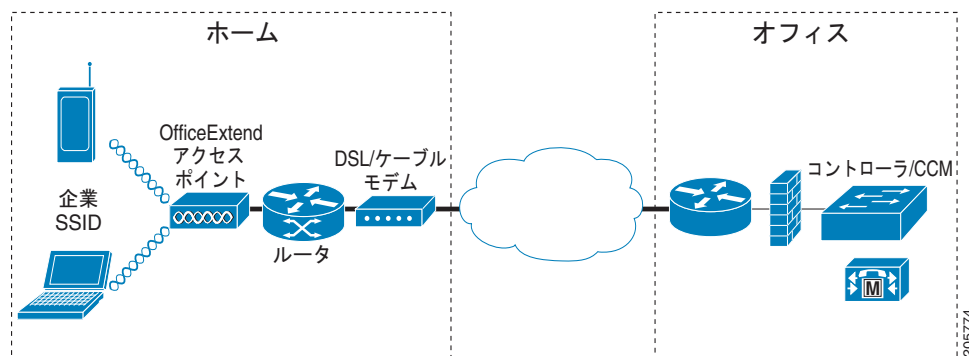 ホーム
オフィス
OfficeExtend
アクセス
ポイント
DSL/ケーブル
モデム
コントローラ/CCM
企業
SSID
ルータ
M
205774